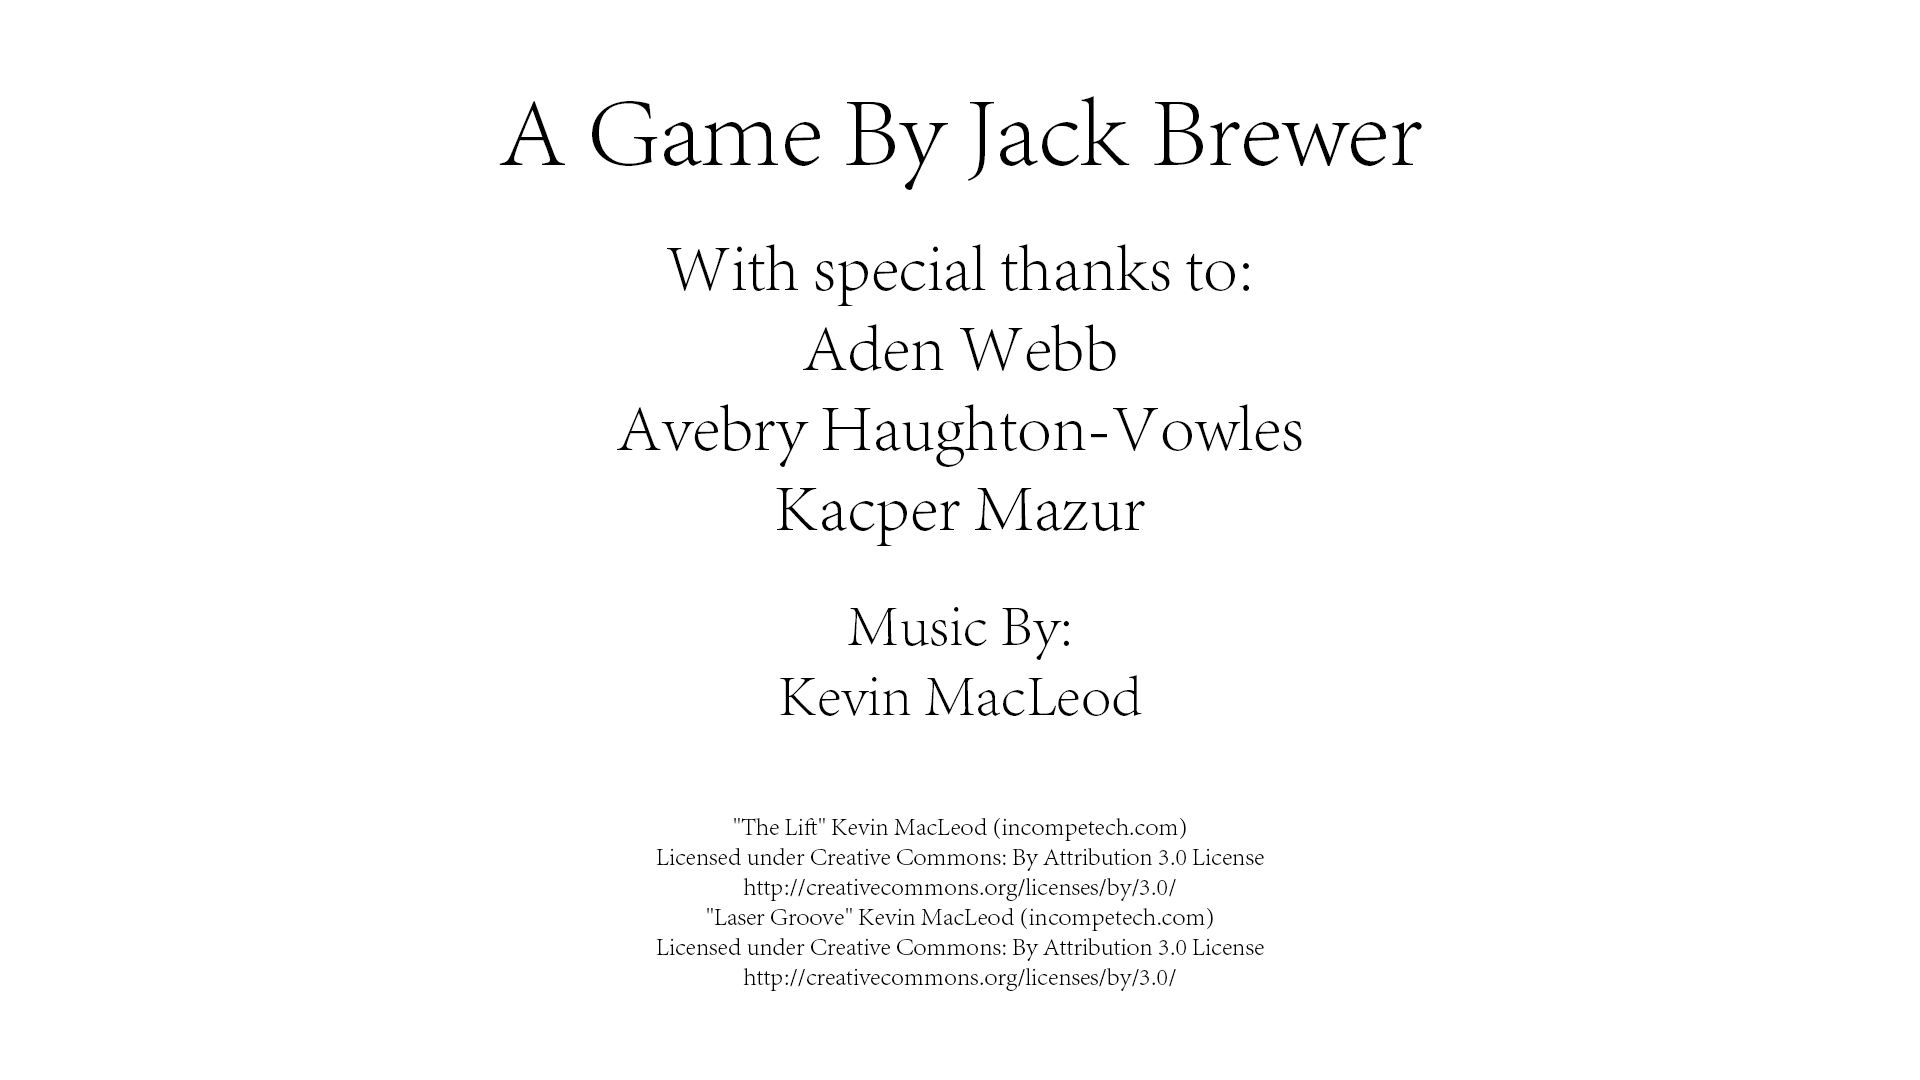 A Game By Jack Brewer
With special thanks to:
Aden Webb
Avebry Haughton-Vowles
Kacper Mazur
Music By:
Kevin MacLeod
"The Lift" Kevin MacLeod (incompetech.com)
Licensed under Creative Commons: By Attribution 3.0 License
http://creativecommons.org/licenses/by/3.0/
"Laser Groove" Kevin MacLeod (incompetech.com)
Licensed under Creative Commons: By Attribution 3.0 License
http://creativecommons.org/licenses/by/3.0/